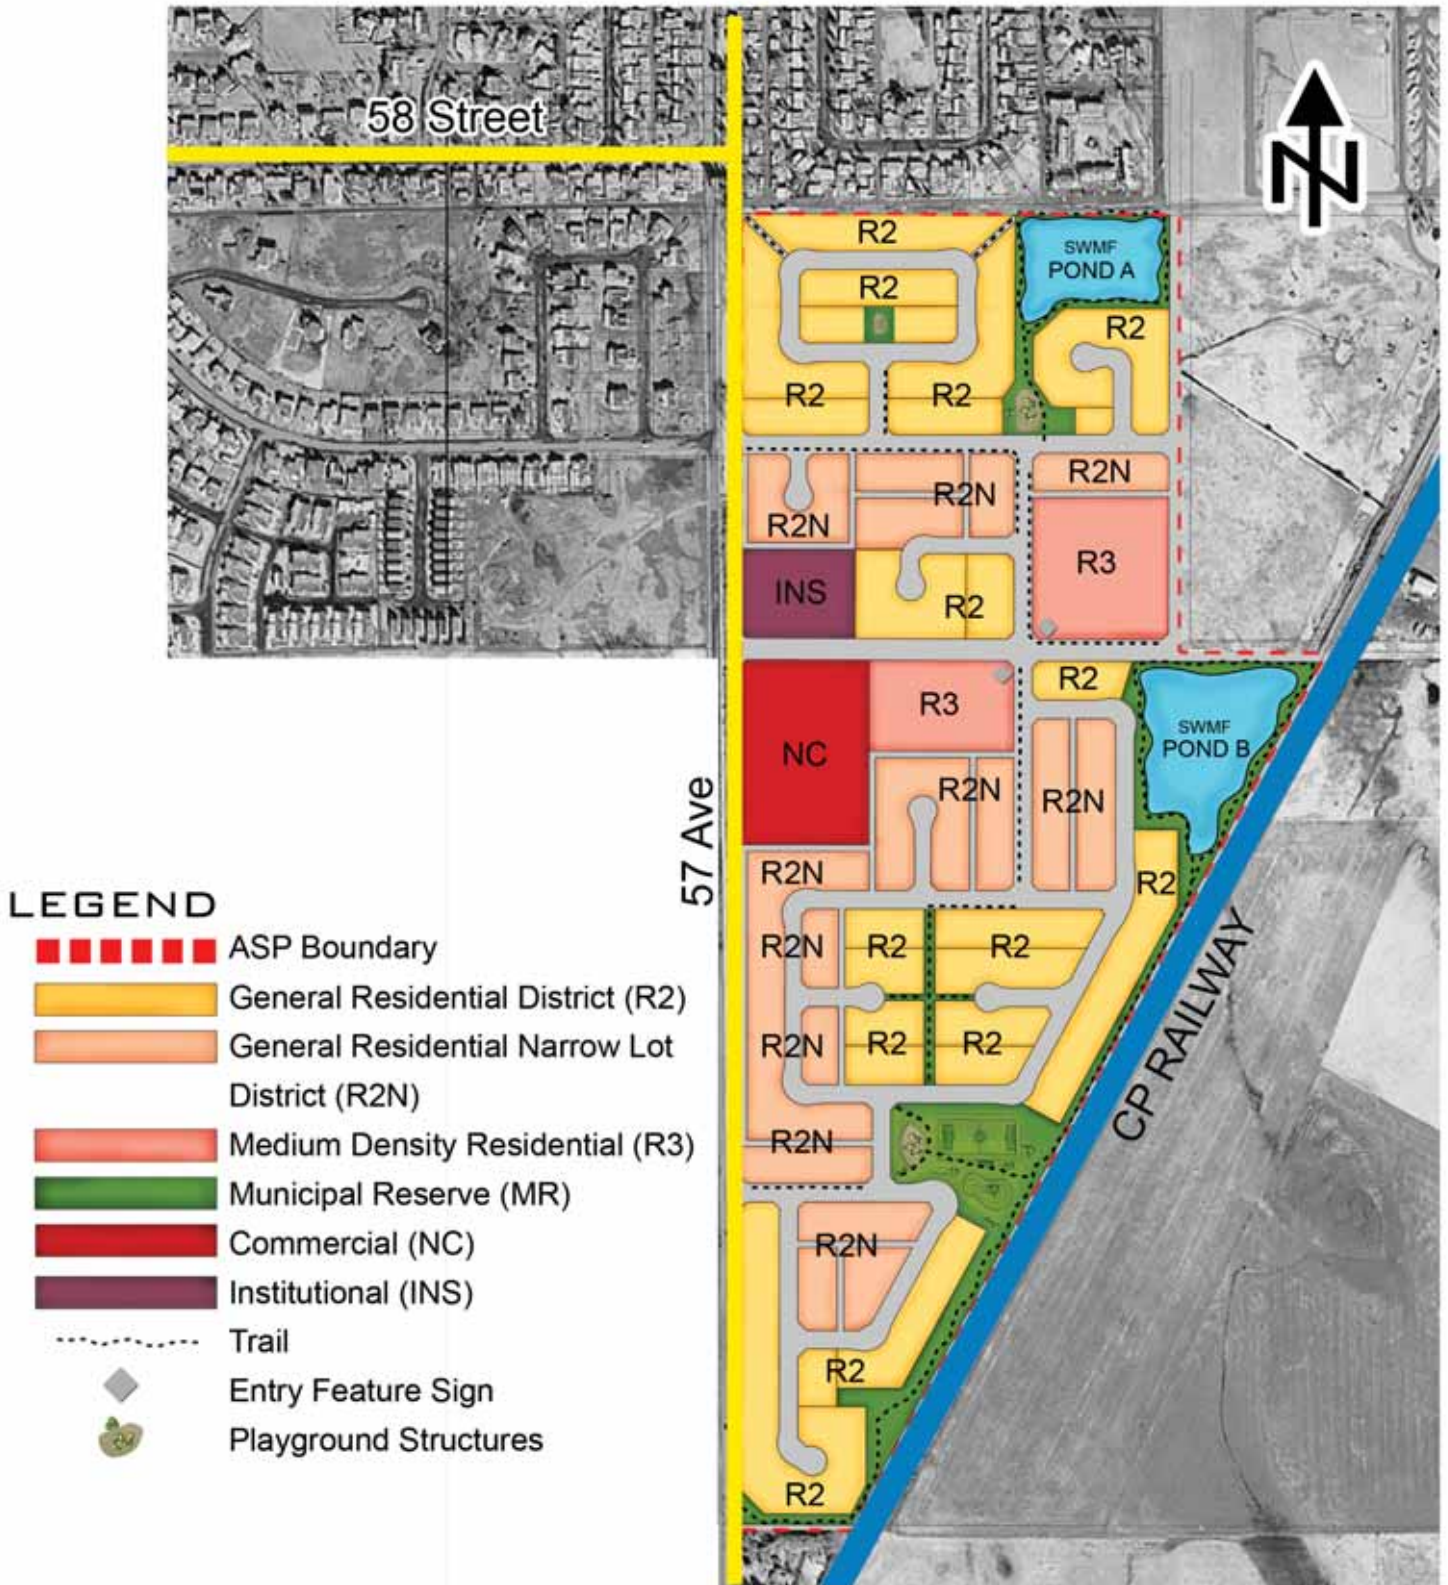 58 Street
N
R2
SWMF
POND A
R2
R2
R2
R2
R2N
R2N
R2N
R3
INS
R2
R2
R3
SWMF
POND B
NC
R2N
R2N
57 Ave
R2N
R2
R2N
R2
R2
R2N
R2
R2
CP RAILWAY
R2N
R2N
R2
R2
LEGEND
ASP Boundary
General Residential District (R2)
General Residential Narrow Lot
District (R2N)
Medium Density Residential (R3)
Municipal Reserve (MR)
Commercial (NC)
Institutional (INS)
Trail
Entry Feature Sign
Playground Structures